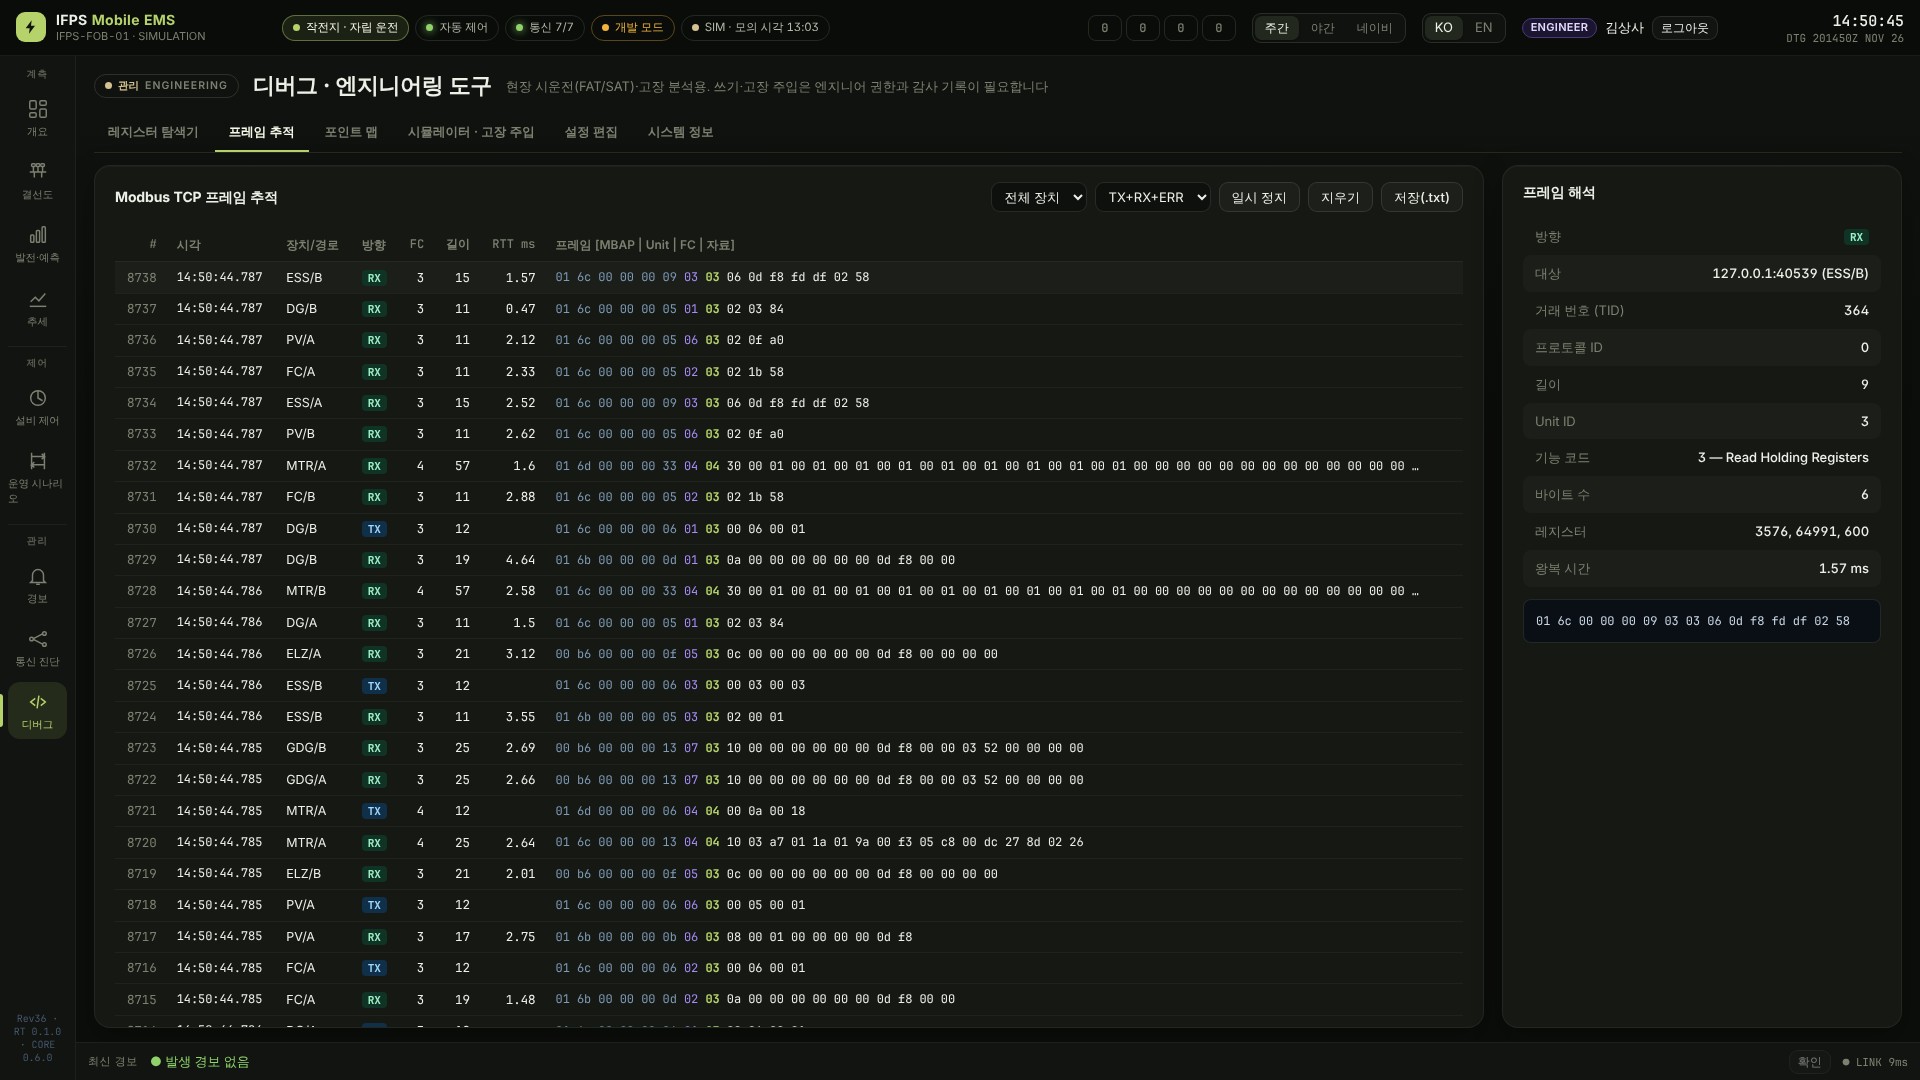 IFPS Mobile EMS
IFPS-FOB-01 · SIMULATION
작전지 · 자립 운전
자동 제어
통신 7/7
개발 모드
SIM · 모의 시각 13:03
0 0 0 0
주간 야간 네이비
KO EN
ENGINEER 김상사 로그아웃
14:50:45
DTG 201450Z NOV 26
계측
개요
결선도
발전·예측
추세
제어
설비 제어
운영 시나리
오
관리
경보
통신 진단
디버그
Rev36 ·
RT 0.1.0
· CORE
0.6.0
관리 ENGINEERING
디버그 · 엔지니어링 도구
현장 시운전(FAT/SAT)·고장 분석용. 쓰기·고장 주입은 엔지니어 권한과 감사 기록이 필요합니다
레지스터 탐색기 프레임 추적 포인트 맵 시뮬레이터 · 고장 주입 설정 편집 시스템 정보
Modbus TCP 프레임 추적
전체 장치 TX+RX+ERR 일시 정지 지우기 저장(.txt)
# 시각 장치/경로 방향 FC 길이 RTT ms 프레임 [MBAP | Unit | FC | 자료]
8738 14:50:44.787 ESS/B RX 3 15 1.57 01 6c 00 00 00 09 03 03 06 0d f8 fd df 02 58
8737 14:50:44.787 DG/B RX 3 11 0.47 01 6c 00 00 00 05 01 03 02 03 84
8736 14:50:44.787 PV/A RX 3 11 2.12 01 6c 00 00 00 05 06 03 02 0f a0
8735 14:50:44.787 FC/A RX 3 11 2.33 01 6c 00 00 00 05 02 03 02 1b 58
8734 14:50:44.787 ESS/A RX 3 15 2.52 01 6c 00 00 00 09 03 03 06 0d f8 fd df 02 58
8733 14:50:44.787 PV/B RX 3 11 2.62 01 6c 00 00 00 05 06 03 02 0f a0
8732 14:50:44.787 MTR/A RX 4 57 1.6 01 6d 00 00 00 33 04 04 30 00 01 00 01 00 01 00 01 00 01 00 01 00 01 00 01 00 01 00 01 00 00 00 00 00 00 00 00 00 00 00 00 …
8731 14:50:44.787 FC/B RX 3 11 2.88 01 6c 00 00 00 05 02 03 02 1b 58
8730 14:50:44.787 DG/B TX 3 12 01 6c 00 00 00 06 01 03 00 06 00 01
8729 14:50:44.787 DG/B RX 3 19 4.64 01 6b 00 00 00 0d 01 03 0a 00 00 00 00 00 00 0d f8 00 00
8728 14:50:44.786 MTR/B RX 4 57 2.58 01 6c 00 00 00 33 04 04 30 00 01 00 01 00 01 00 01 00 01 00 01 00 01 00 01 00 01 00 01 00 00 00 00 00 00 00 00 00 00 00 00 …
8727 14:50:44.786 DG/A RX 3 11 1.5 01 6c 00 00 00 05 01 03 02 03 84
8726 14:50:44.786 ELZ/A RX 3 21 3.12 00 b6 00 00 00 0f 05 03 0c 00 00 00 00 00 00 0d f8 00 00 00 00
8725 14:50:44.786 ESS/B TX 3 12 01 6c 00 00 00 06 03 03 00 03 00 03
8724 14:50:44.786 ESS/B RX 3 11 3.55 01 6b 00 00 00 05 03 03 02 00 01
8723 14:50:44.785 GDG/B RX 3 25 2.69 00 b6 00 00 00 13 07 03 10 00 00 00 00 00 00 0d f8 00 00 03 52 00 00 00 00
8722 14:50:44.785 GDG/A RX 3 25 2.66 00 b6 00 00 00 13 07 03 10 00 00 00 00 00 00 0d f8 00 00 03 52 00 00 00 00
8721 14:50:44.785 MTR/A TX 4 12 01 6d 00 00 00 06 04 04 00 0a 00 18
8720 14:50:44.785 MTR/A RX 4 25 2.64 01 6c 00 00 00 13 04 04 10 03 a7 01 1a 01 9a 00 f3 05 c8 00 dc 27 8d 02 26
8719 14:50:44.785 ELZ/B RX 3 21 2.01 00 b6 00 00 00 0f 05 03 0c 00 00 00 00 00 00 0d f8 00 00 00 00
8718 14:50:44.785 PV/A TX 3 12 01 6c 00 00 00 06 06 03 00 05 00 01
8717 14:50:44.785 PV/A RX 3 17 2.75 01 6b 00 00 00 0b 06 03 08 00 01 00 00 00 00 0d f8
8716 14:50:44.785 FC/A TX 3 12 01 6c 00 00 00 06 02 03 00 06 00 01
8715 14:50:44.785 FC/A RX 3 19 1.48 01 6b 00 00 00 0d 02 03 0a 00 00 00 00 00 00 0d f8 00 00
프레임 해석
방향 RX
대상 127.0.0.1:40539 (ESS/B)
거래 번호 (TID) 364
프로토콜 ID 0
길이 9
Unit ID 3
기능 코드 3 — Read Holding Registers
바이트 수 6
레지스터 3576, 64991, 600
왕복 시간 1.57 ms
01 6c 00 00 00 09 03 03 06 0d f8 fd df 02 58
최신 경보 발생 경보 없음
확인 LINK 9ms